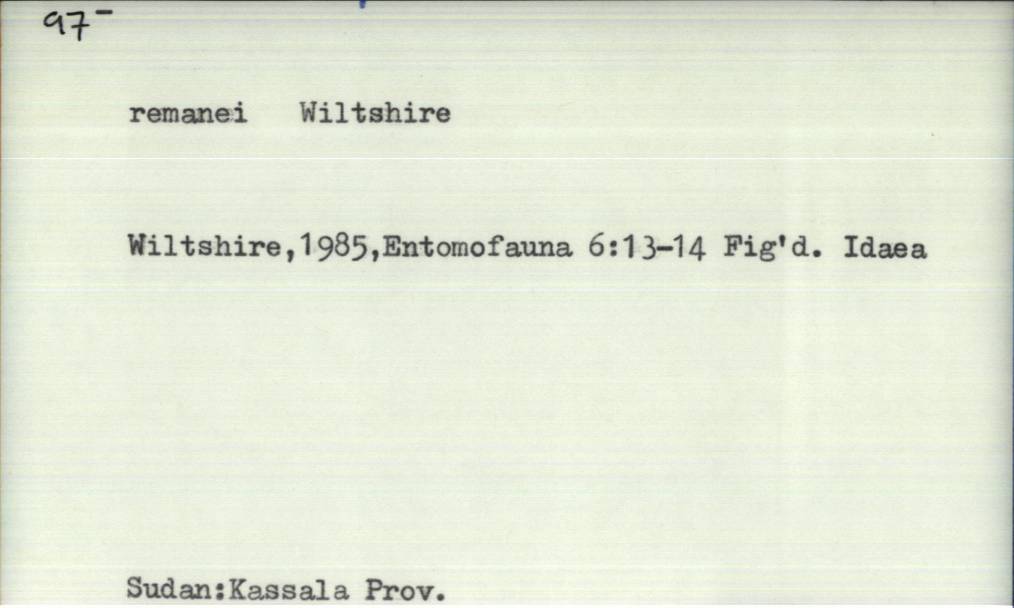 97-
remanei Wiltshire
Wiltshire,1985,Entomofauna 6:13-14 Fig'd. Idaea
Sudan:Kassala Prov.